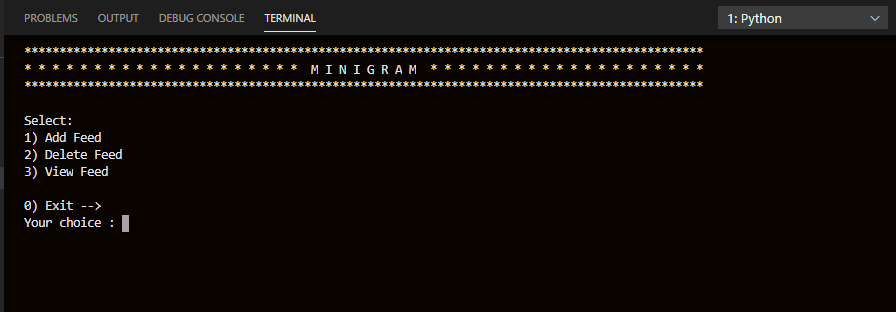 PROBLEMS OUTPUT DEBUG CONSOLE TERMINAL 1: Python
*************************************************************************************************
* * * * * * * * * * * * * * * * * * * * M I N I G R A M * * * * * * * * * * * * * * * * * * * *
*************************************************************************************************
Select:
1) Add Feed
2) Delete Feed
3) View Feed
0) Exit -->
Your choice :